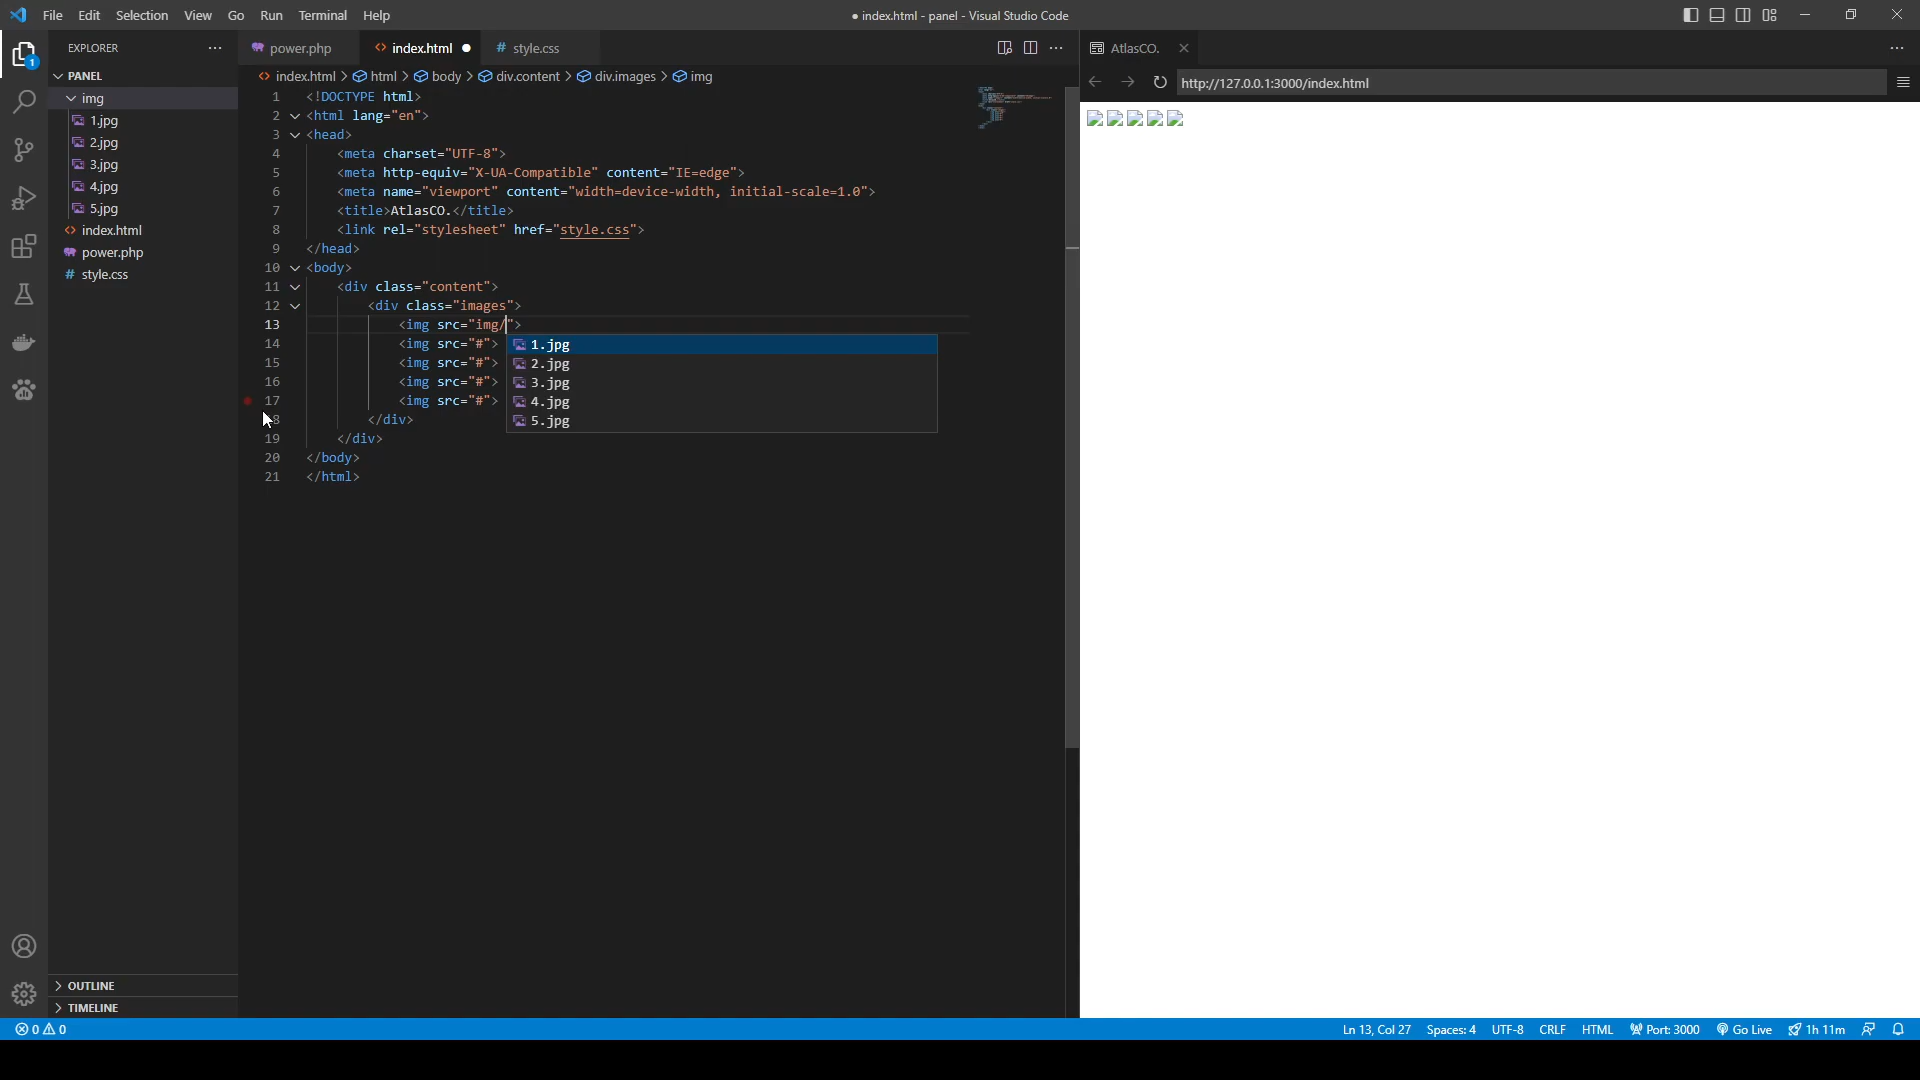 File Edit Selection View Go Run Terminal Help
● index.html - panel - Visual Studio Code
EXPLORER
PANEL
img
1.jpg
2.jpg
3.jpg
4.jpg
5.jpg
index.html
power.php
style.css
OUTLINE
TIMELINE
1
power.php index.html style.css
index.html > html > body > div.content > div.images > img
1 <!DOCTYPE html>
2 <html lang="en">
3 <head>
4 <meta charset="UTF-8">
5 <meta http-equiv="X-UA-Compatible" content="IE=edge">
6 <meta name="viewport" content="width=device-width, initial-scale=1.0">
7 <title>AtlasCO.</title>
8 <link rel="stylesheet" href="style.css">
9 </head>
10 <body>
11 <div class="content">
12 <div class="images">
13 <img src="img/">
14 <img src="#">
15 <img src="#">
16 <img src="#">
17 <img src="#">
8 </div>
19 </div>
20 </body>
21 </html>
1.jpg
2.jpg
3.jpg
4.jpg
5.jpg
AtlasCO.
http://127.0.0.1:3000/index.html
0 0
Ln 13, Col 27 Spaces: 4 UTF-8 CRLF HTML Port: 3000 Go Live 1h 11m